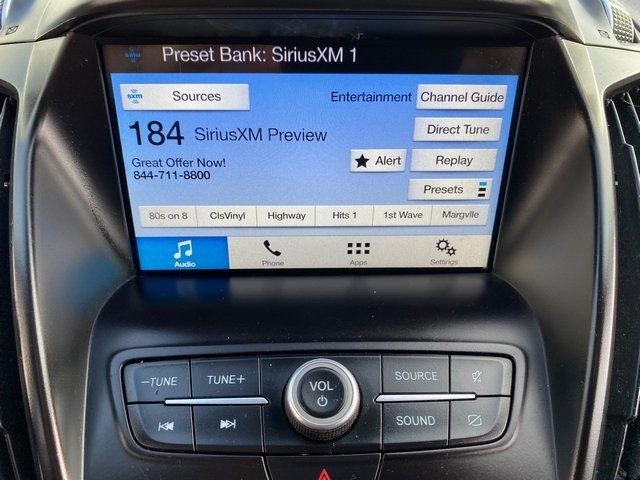 Preset Bank: SiriusXM 1
sxm Sources
Entertainment Channel Guide
184 SiriusXM Preview
Direct Tune
Great Offer Now!
Alert
Replay
844-711-8800
Presets
80s on 8 ClsVinyl Highway Hits 1 1st Wave Margvlle
Audio Phone Apps Settings
−TUNE TUNE+ VOL SOURCE
SOUND